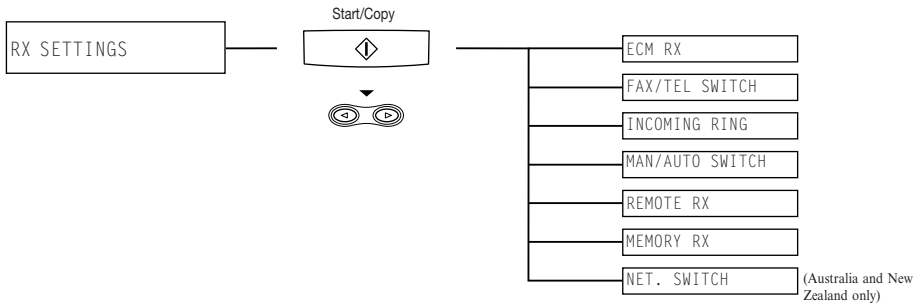 Start/Copy
RX SETTINGS
ECM RX
FAX/TEL SWITCH
INCOMING RING
MAN/AUTO SWITCH
REMOTE RX
MEMORY RX
NET. SWITCH
(Australia and New
Zealand only)